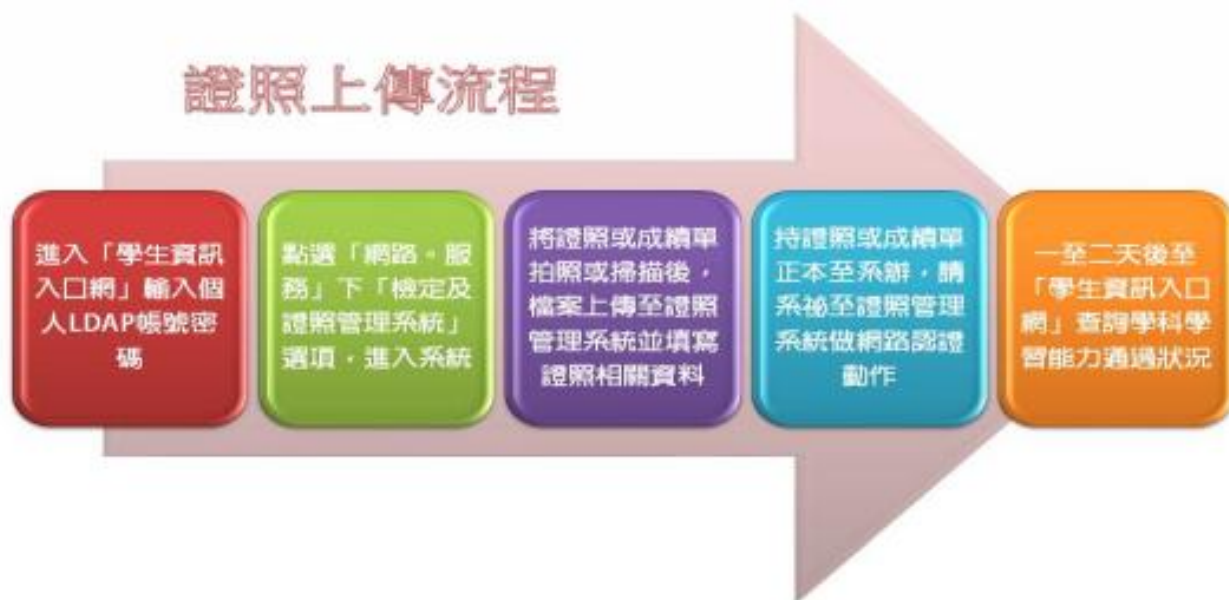 證照上傳流程
進入「學生資訊
入口網」輸入個
人LDAP帳號密
碼
點選「網路。服
務」下「檢定及
證照管理系統」
選項，進入系統
將證照或成績單
拍照或掃描後，
檔案上傳至證照
管理系統並填寫
證照相關資料
持證照或成績單
正本至系辦，請
系祕至證照管理
系統做網路認證
動作
一至二天後至
「學生資訊入口
網」查詢學科學
習能力通過狀況